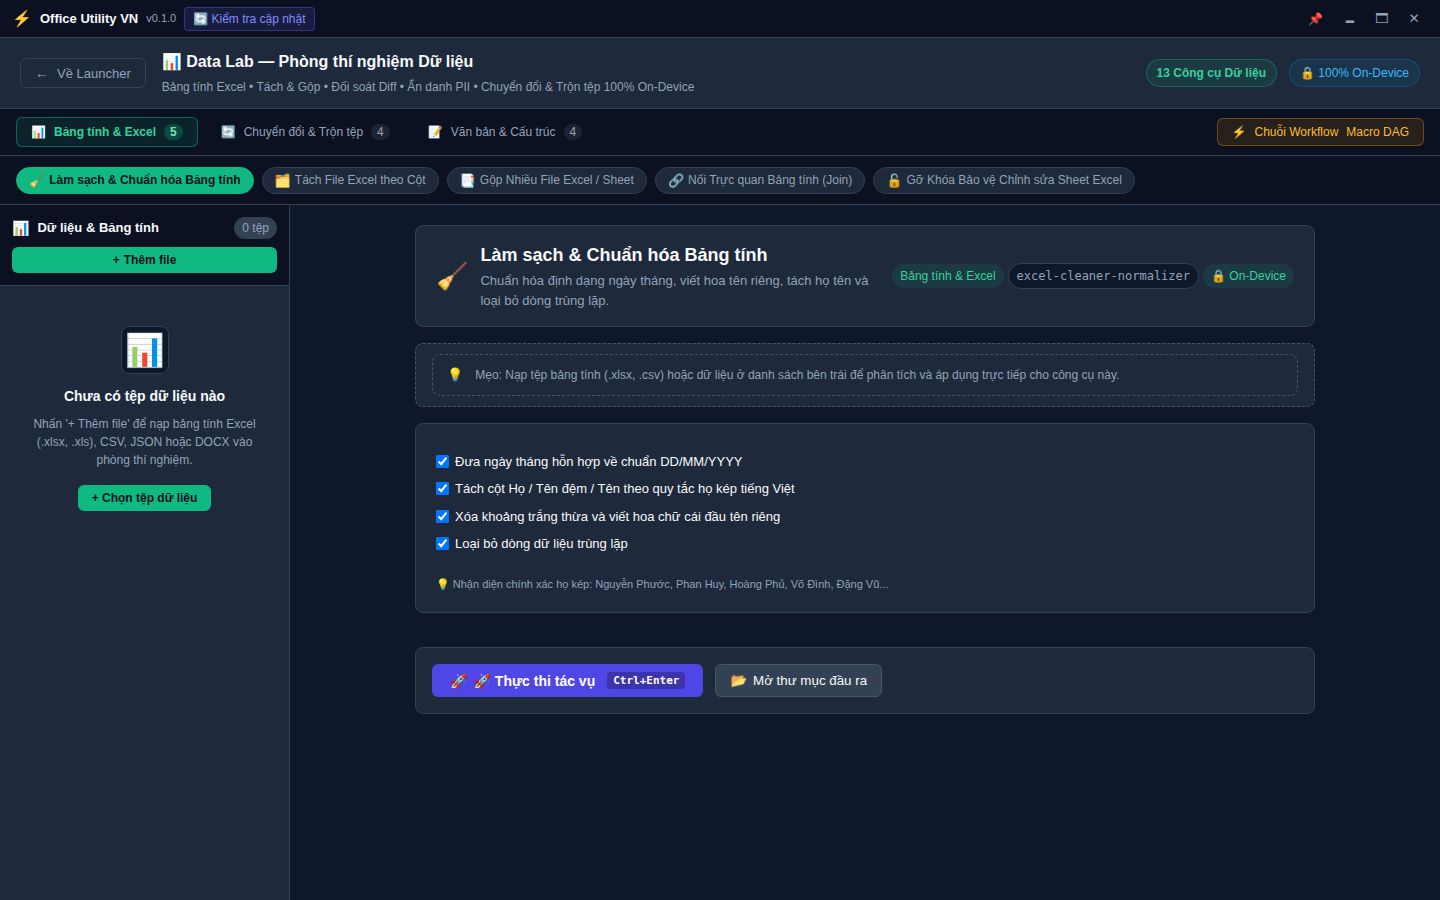 ⚡ Office Utility VN v0.1.0 🔄 Kiểm tra cập nhật
← Về Launcher
📊 Data Lab — Phòng thí nghiệm Dữ liệu
Bảng tính Excel • Tách & Gộp • Đối soát Diff • Ẩn danh PII • Chuyển đổi & Trộn tệp 100% On-Device
13 Công cụ Dữ liệu 🔒 100% On-Device
📊 Bảng tính & Excel 5 🔄 Chuyển đổi & Trộn tệp 4 📝 Văn bản & Cấu trúc 4 ⚡ Chuỗi Workflow Macro DAG
🧹 Làm sạch & Chuẩn hóa Bảng tính 🗂️ Tách File Excel theo Cột 📑 Gộp Nhiều File Excel / Sheet 🔗 Nối Trực quan Bảng tính (Join) 🔓 Gỡ Khóa Bảo vệ Chỉnh sửa Sheet Excel
📊 Dữ liệu & Bảng tính 0 tệp
+ Thêm file
Chưa có tệp dữ liệu nào
Nhấn '+ Thêm file' để nạp bảng tính Excel
(.xlsx, .xls), CSV, JSON hoặc DOCX vào
phòng thí nghiệm.
+ Chọn tệp dữ liệu
Làm sạch & Chuẩn hóa Bảng tính
Chuẩn hóa định dạng ngày tháng, viết hoa tên riêng, tách họ tên và
loại bỏ dòng trùng lặp.
Bảng tính & Excel excel-cleaner-normalizer 🔒 On-Device
💡 Mẹo: Nạp tệp bảng tính (.xlsx, .csv) hoặc dữ liệu ở danh sách bên trái để phân tích và áp dụng trực tiếp cho công cụ này.
Đưa ngày tháng hỗn hợp về chuẩn DD/MM/YYYY
Tách cột Họ / Tên đệm / Tên theo quy tắc họ kép tiếng Việt
Xóa khoảng trắng thừa và viết hoa chữ cái đầu tên riêng
Loại bỏ dòng dữ liệu trùng lặp
💡 Nhận diện chính xác họ kép: Nguyễn Phước, Phan Huy, Hoàng Phủ, Võ Đình, Đặng Vũ...
🚀 🚀 Thực thi tác vụ Ctrl+Enter 📂 Mở thư mục đầu ra